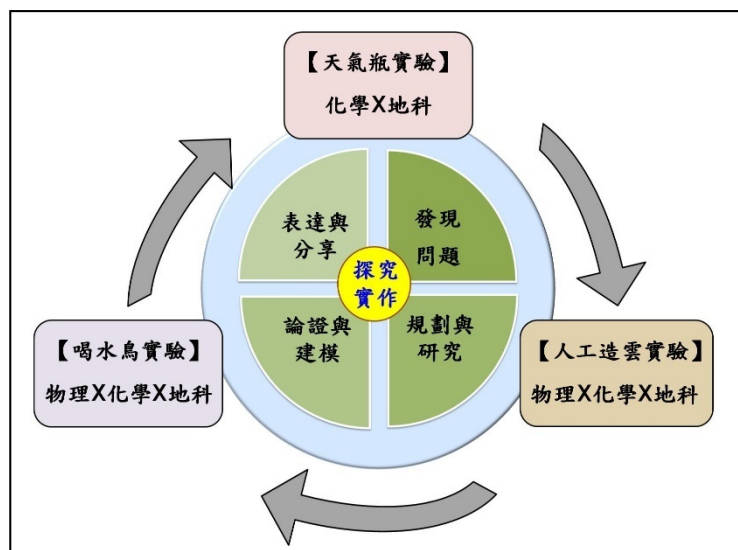 【天氣瓶實驗】
化學X地科
表達與
分享
發現
問題
探究
實作
論證與
建模
規劃與
研究
【喝水鳥實驗】
物理X化學X地科
【人工造雲實驗】
物理X化學X地科